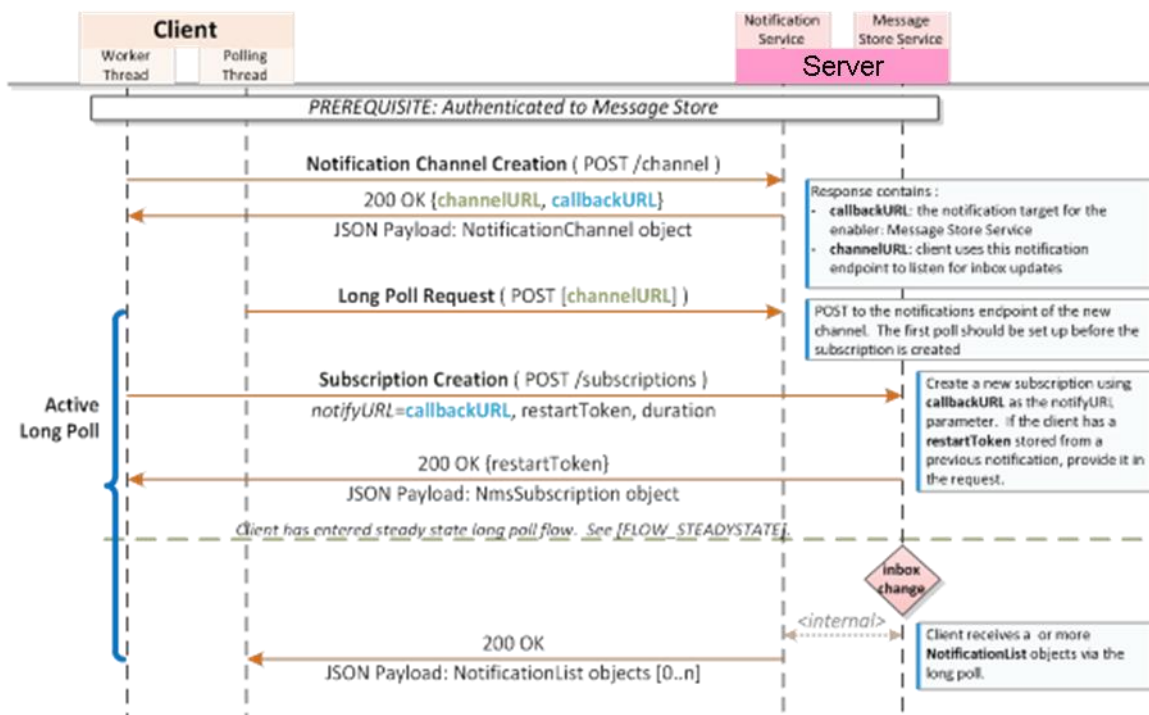 Client
Worker
Thread
Polling
Thread
Notification
Service
Message
Store Service
Server
PREREQUISITE: Authenticated to Message Store
Notification Channel Creation ( POST /channel )
200 OK {channelURL, callbackURL}
JSON Payload: NotificationChannel object
Response contains :
- callbackURL: the notification target for the
enabler: Message Store Service
- channelURL: client uses this notification
endpoint to listen for inbox updates
Long Poll Request ( POST [channelURL] )
POST to the notifications endpoint of the new
channel. The first poll should be set up before the
subscription is created
Active
Long Poll
Subscription Creation ( POST /subscriptions )
notifyURL=callbackURL, restartToken, duration
Create a new subscription using
callbackURL as the notifyURL
parameter. If the client has a
restartToken stored from a
previous notification, provide it in
the request.
200 OK {restartToken}
JSON Payload: NmsSubscription object
Client has entered steady state long poll flow. See [FLOW_STEADYSTATE].
inbox
change
<internal>
200 OK
JSON Payload: NotificationList objects [0..n]
Client receives a or more
NotificationList objects via the
long poll.